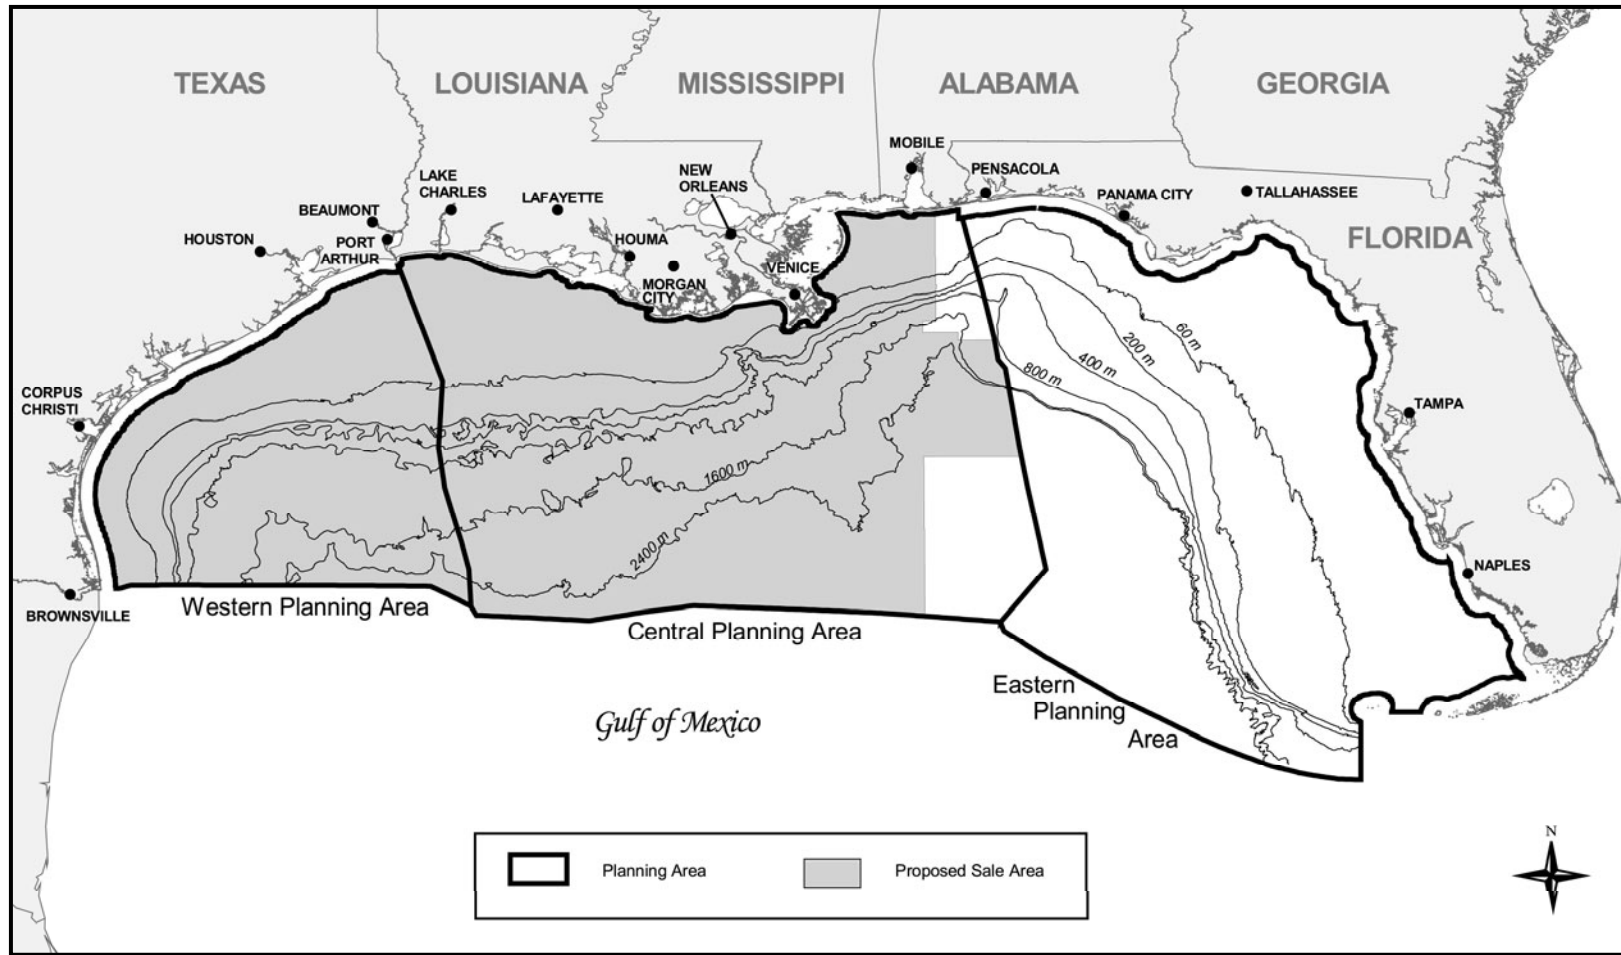 TEXAS
LOUISIANA
MISSISSIPPI
ALABAMA
GEORGIA
MOBILE
PENSACOLA
PANAMA CITY
TALLAHASSEE
FLORIDA
LAKE
CHARLES
LAFAYETTE
NEW
ORLEANS
BEAUMONT
HOUSTON
PORT
ARTHUR
HOUMA
MORGAN
CITY
VENICE
60 m
200 m
400 m
800 m
1600 m
2400 m
CORPUS
CHRISTI
TAMPA
NAPLES
BROWNSVILLE
Western Planning Area
Central Planning Area
Eastern
Planning
Area
Gulf of Mexico
Planning Area
Proposed Sale Area
N